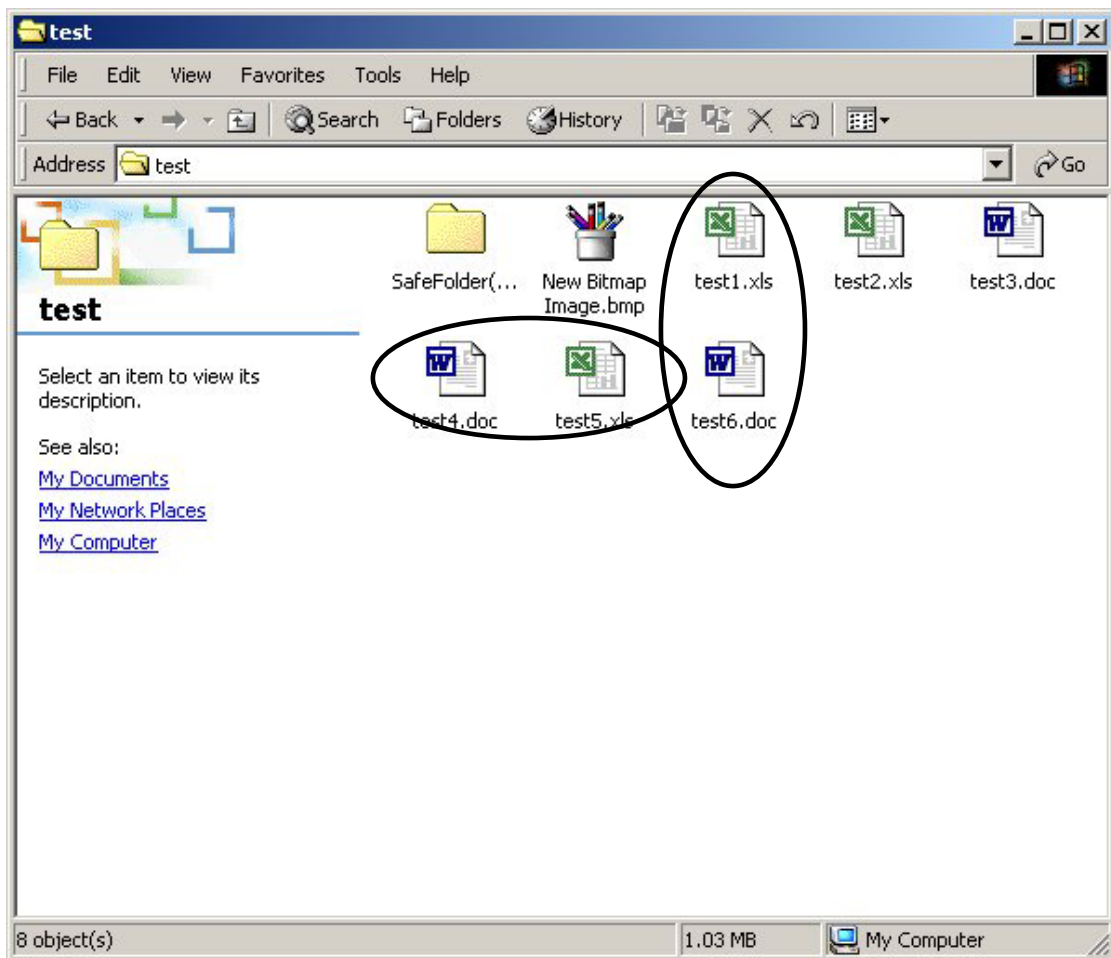 test
File Edit View Favorites Tools Help
Back Search Folders History
Address test Go
test
Select an item to view its
description.
See also:
My Documents
My Network Places
My Computer
SafeFolder(... New Bitmap Image.bmp test1.xls test2.xls test3.doc
test4.doc test5.xls test6.doc
8 object(s) 1.03 MB My Computer